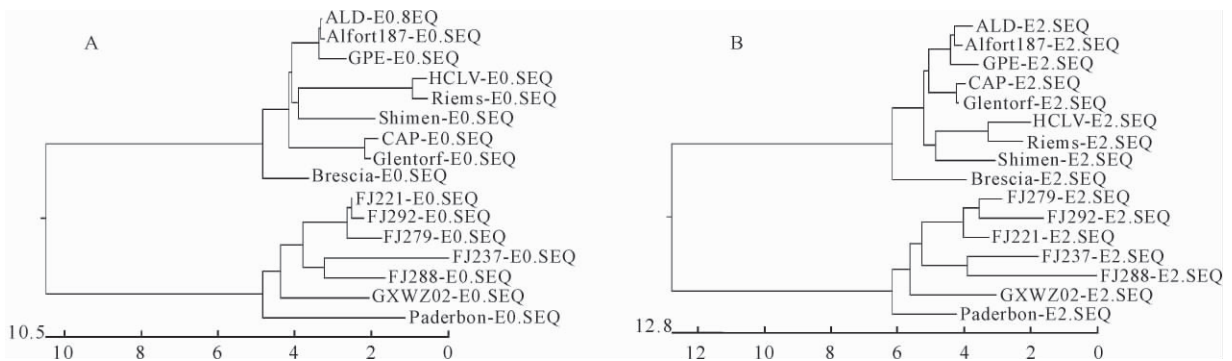 A
ALD-E0.8EQ
Alfort187-E0.SEQ
GPE-E0.SEQ
HCLV-E0.SEQ
Riems-E0.SEQ
Shimen-E0.SEQ
CAP-E0.SEQ
Glentorf-E0.SEQ
Brescia-E0.SEQ
FJ221-E0.SEQ
FJ292-E0.SEQ
FJ279-E0.SEQ
FJ237-E0.SEQ
FJ288-E0.SEQ
GXWZ02-E0.SEQ
Paderbon-E0.SEQ
10.5
10 8 6 4 2 0
B
ALD-E2.SEQ
Alfort187-E2.SEQ
GPE-E2.SEQ
CAP-E2.SEQ
Glentorf-E2.SEQ
HCLV-E2.SEQ
Riems-E2.SEQ
Shimen-E2.SEQ
Brescia-E2.SEQ
FJ279-E2.SEQ
FJ292-E2.SEQ
FJ221-E2.SEQ
FJ237-E2.SEQ
FJ288-E2.SEQ
GXWZ02-E2.SEQ
Paderbon-E2.SEQ
12.8
12 10 8 6 4 2 0